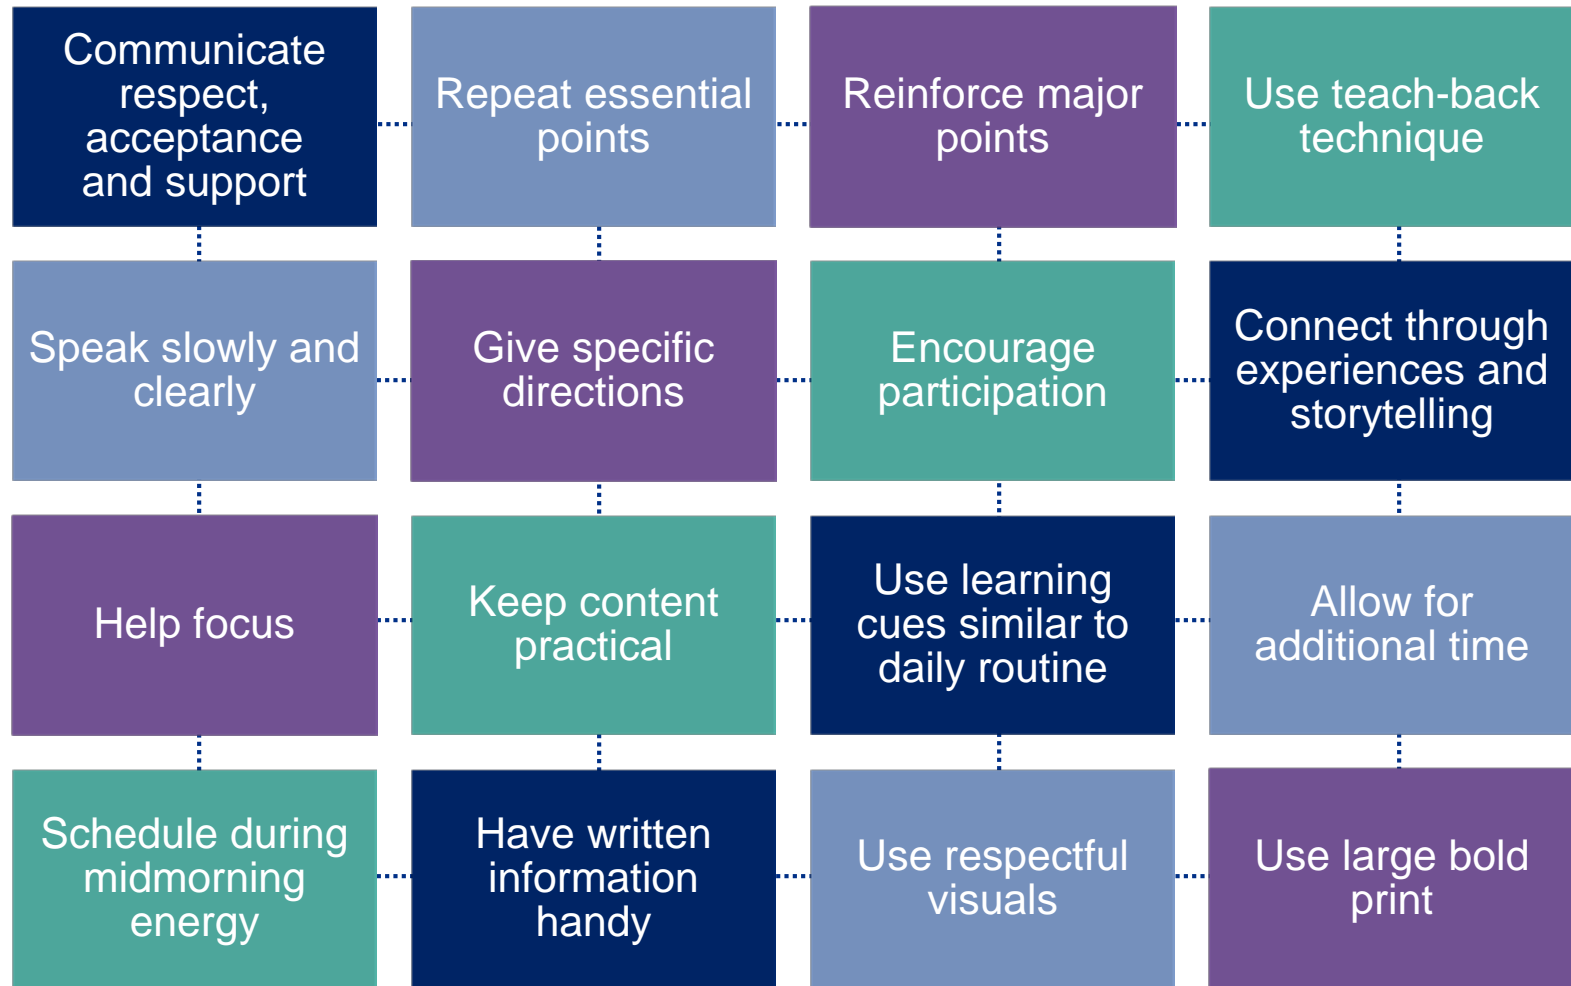 Communicate
respect,
acceptance
and support
Repeat essential
points
Reinforce major
points
Use teach-back
technique
Speak slowly and
clearly
Give specific
directions
Encourage
participation
Connect through
experiences and
storytelling
Help focus
Keep content
practical
Use learning
cues similar to
daily routine
Allow for
additional time
Schedule during
midmorning
energy
Have written
information
handy
Use respectful
visuals
Use large bold
print